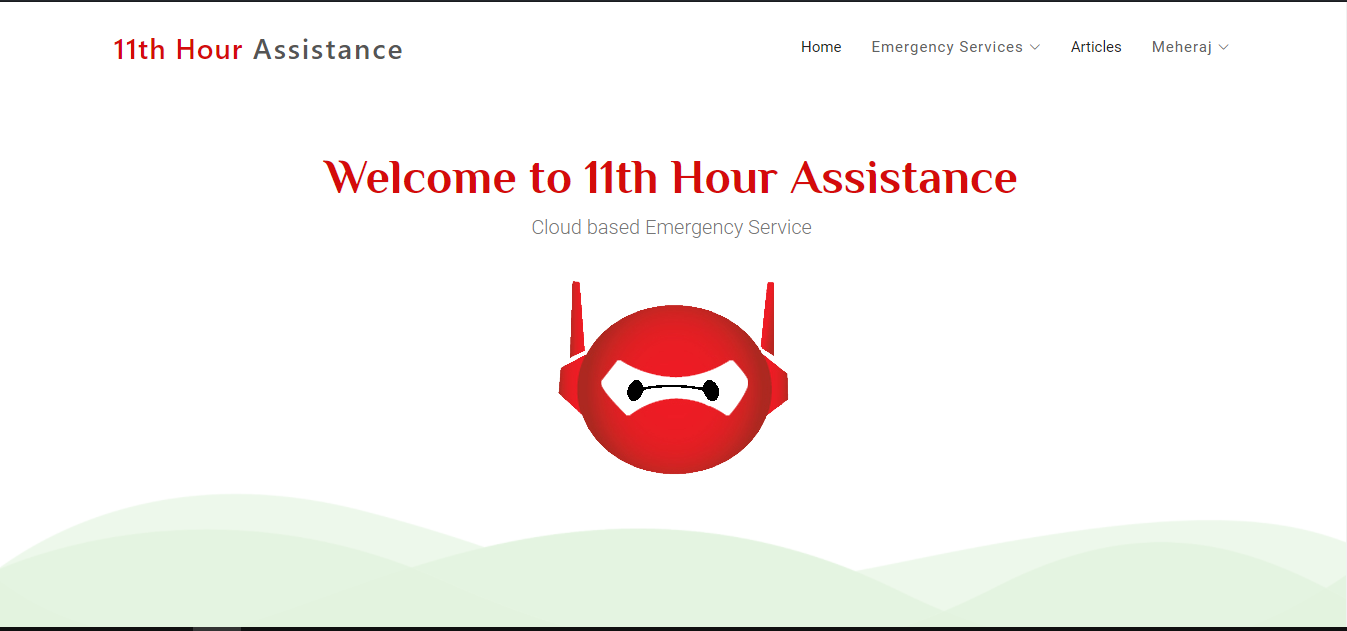 11th Hour Assistance
Home Emergency Services Articles Meheraj
Welcome to 11th Hour Assistance
Cloud based Emergency Service